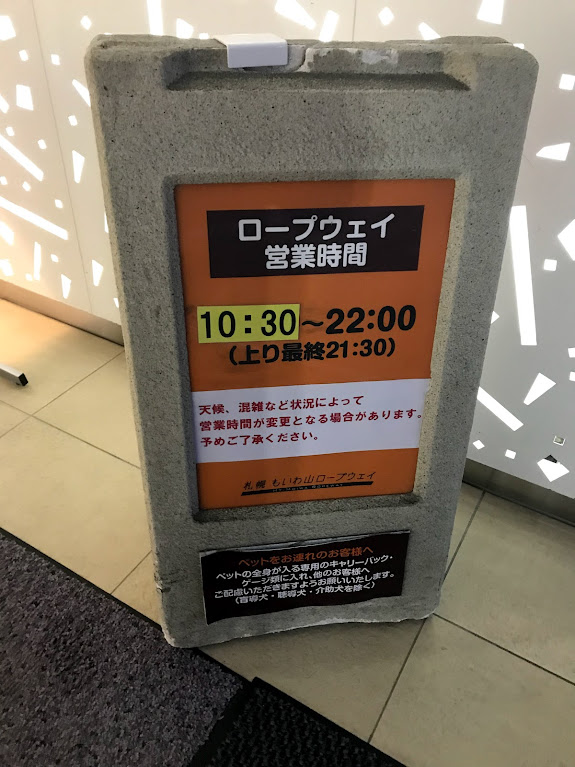 ロープウェイ
営業時間
10:30～22:00
(上り最終21:30)
天候、混雑など状況によって
営業時間が変更となる場合があります。
予めご了承ください。
札幌 もいわ山ロープウェイ
ペットをお連れのお客様へ
ペットの全身が入る専用のキャリーバック・
ケージ類に入れ、他のお客様へ
ご配慮いただきますようお願いいたします。
(盲導犬・聴導犬・介助犬を除く)